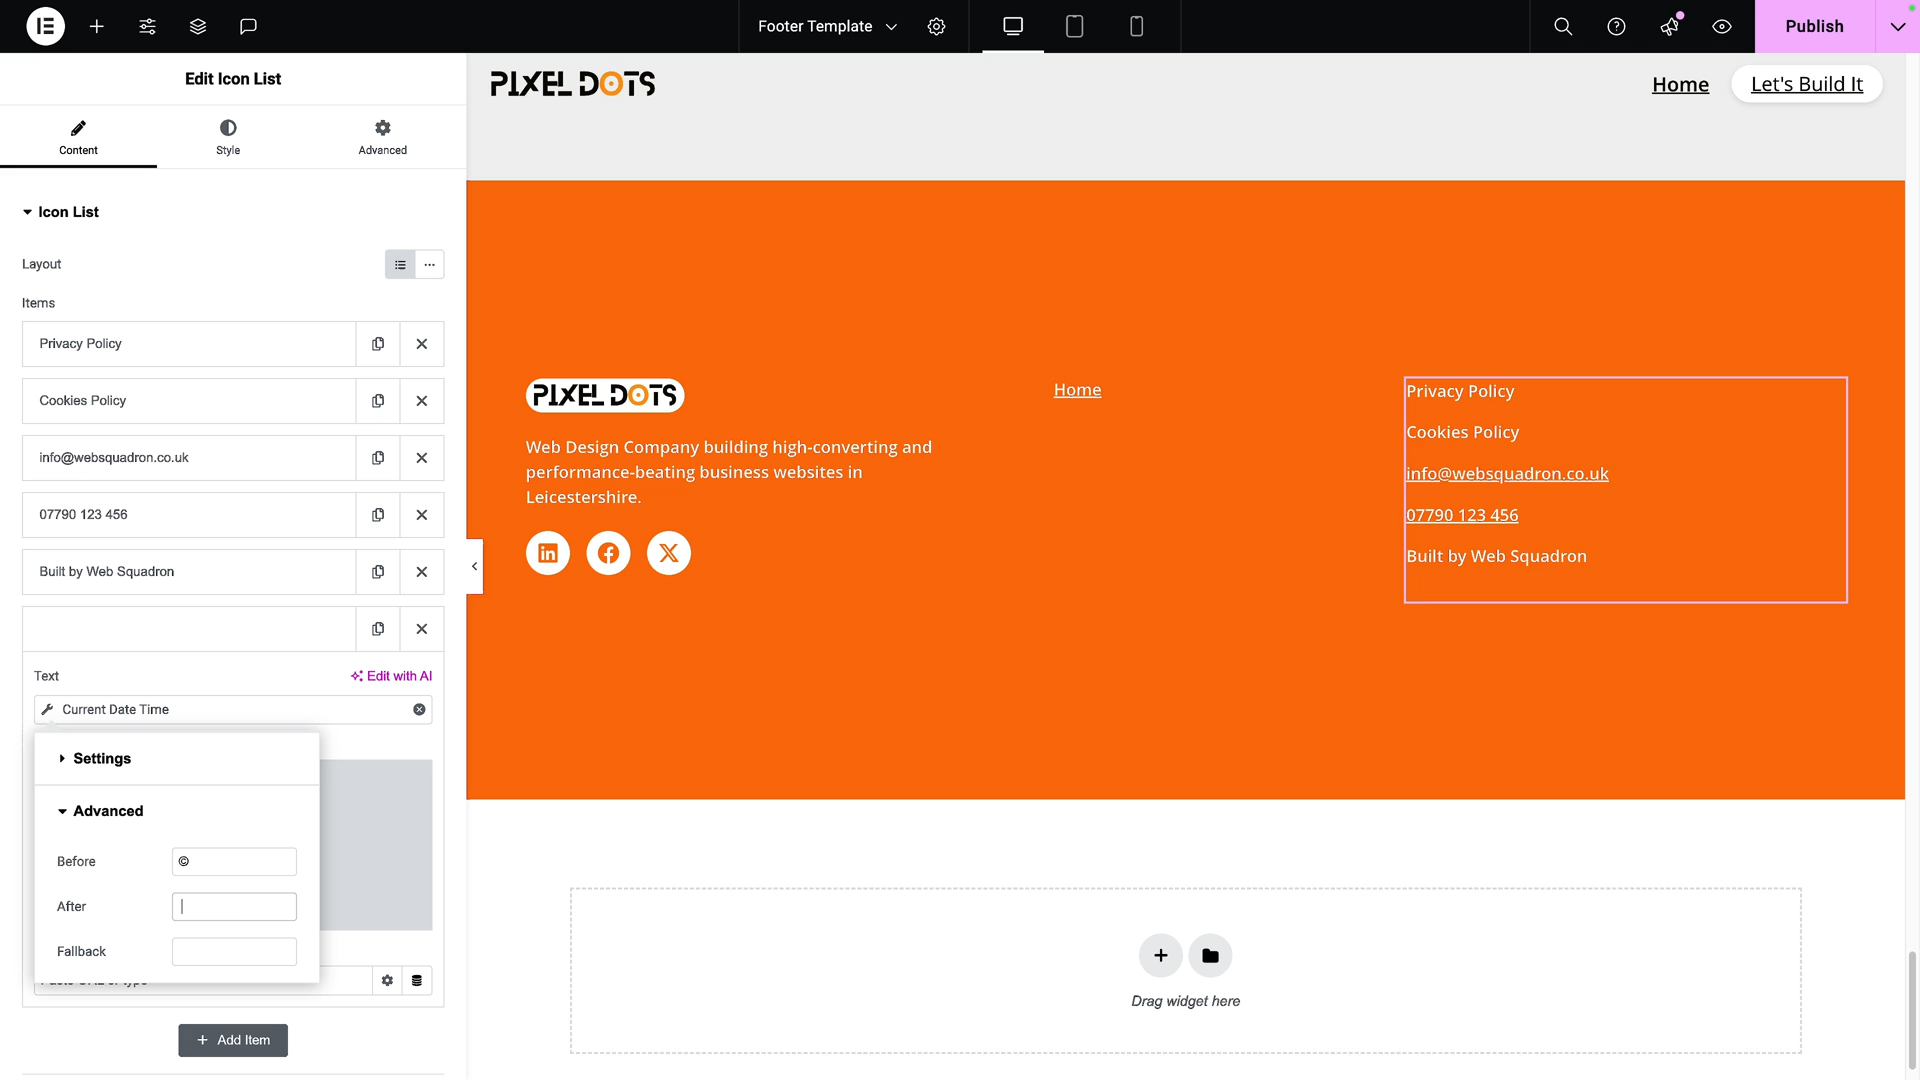 Footer Template
Publish
Edit Icon List
Content
Style
Advanced
Icon List
Layout
Items
Privacy Policy
Cookies Policy
info@websquadron.co.uk
07790 123 456
Built by Web Squadron
Text
Edit with AI
Current Date Time
Settings
Advanced
Before
©
After
Fallback
Add Item
PIXEL DOTS
Home
Let's Build It
PIXEL DOTS
Web Design Company building high-converting and
performance-beating business websites in
Leicestershire.
Home
Privacy Policy
Cookies Policy
info@websquadron.co.uk
07790 123 456
Built by Web Squadron
Drag widget here